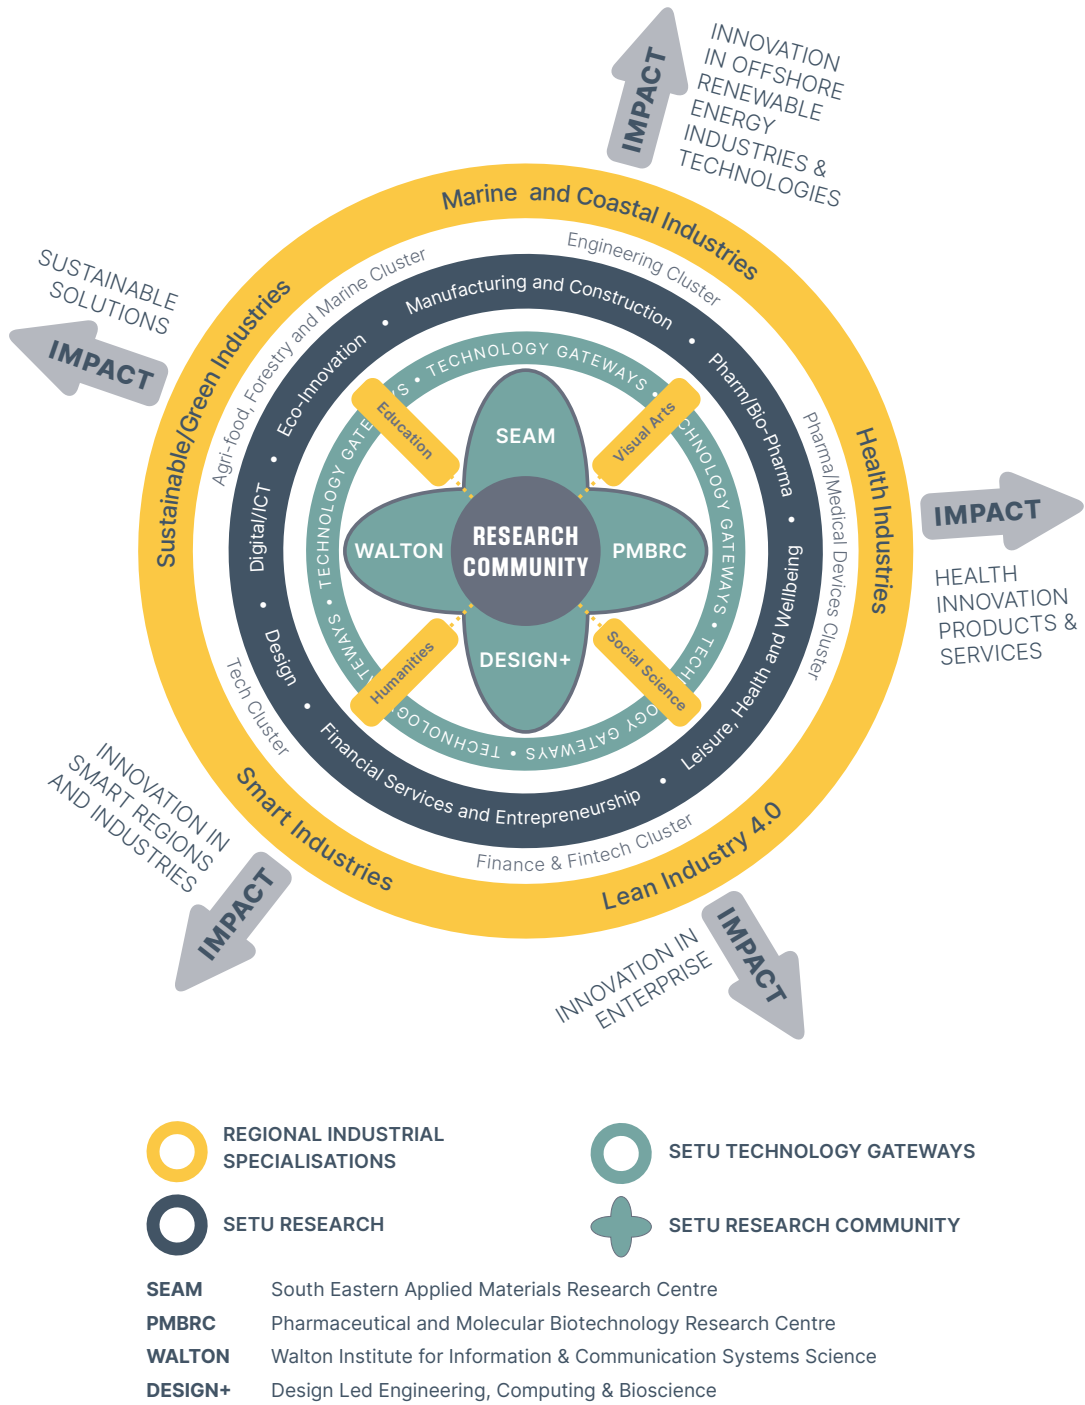 INNOVATION
IN OFFSHORE
RENEWABLE
ENERGY
INDUSTRIES &
TECHNOLOGIES
IMPACT
SUSTAINABLE
SOLUTIONS
IMPACT
IMPACT
HEALTH
INNOVATION
PRODUCTS &
SERVICES
INNOVATION IN
SMART REGIONS
AND INDUSTRIES
IMPACT
INNOVATION IN
ENTERPRISE
IMPACT
Marine and Coastal Industries
Health Industries
Lean Industry 4.0
Smart Industries
Sustainable/Green Industries
Engineering Cluster
Pharma/Medical Devices Cluster
Finance & Fintech Cluster
Tech Cluster
Agri-food, Forestry and Marine Cluster
Manufacturing and Construction • Pharm/Bio-Pharma • Leisure, Health and Wellbeing • Financial Services and Entrepreneurship • Design • Digital/ICT • Eco-Innovation •
TECHNOLOGY GATEWAYS •
CHNOLOGY GATEWAYS • TECH
OGY GATEWAYS • TECHNOLOG
TEWAYS • TECHNOLOGY GATE
S •
Education
Visual Arts
Social Science
Humanities
SEAM
WALTON
RESEARCH
COMMUNITY
PMBRC
DESIGN+
REGIONAL INDUSTRIAL
SPECIALISATIONS
SETU TECHNOLOGY GATEWAYS
SETU RESEARCH
SETU RESEARCH COMMUNITY
SEAM South Eastern Applied Materials Research Centre
PMBRC Pharmaceutical and Molecular Biotechnology Research Centre
WALTON Walton Institute for Information & Communication Systems Science
DESIGN+ Design Led Engineering, Computing & Bioscience